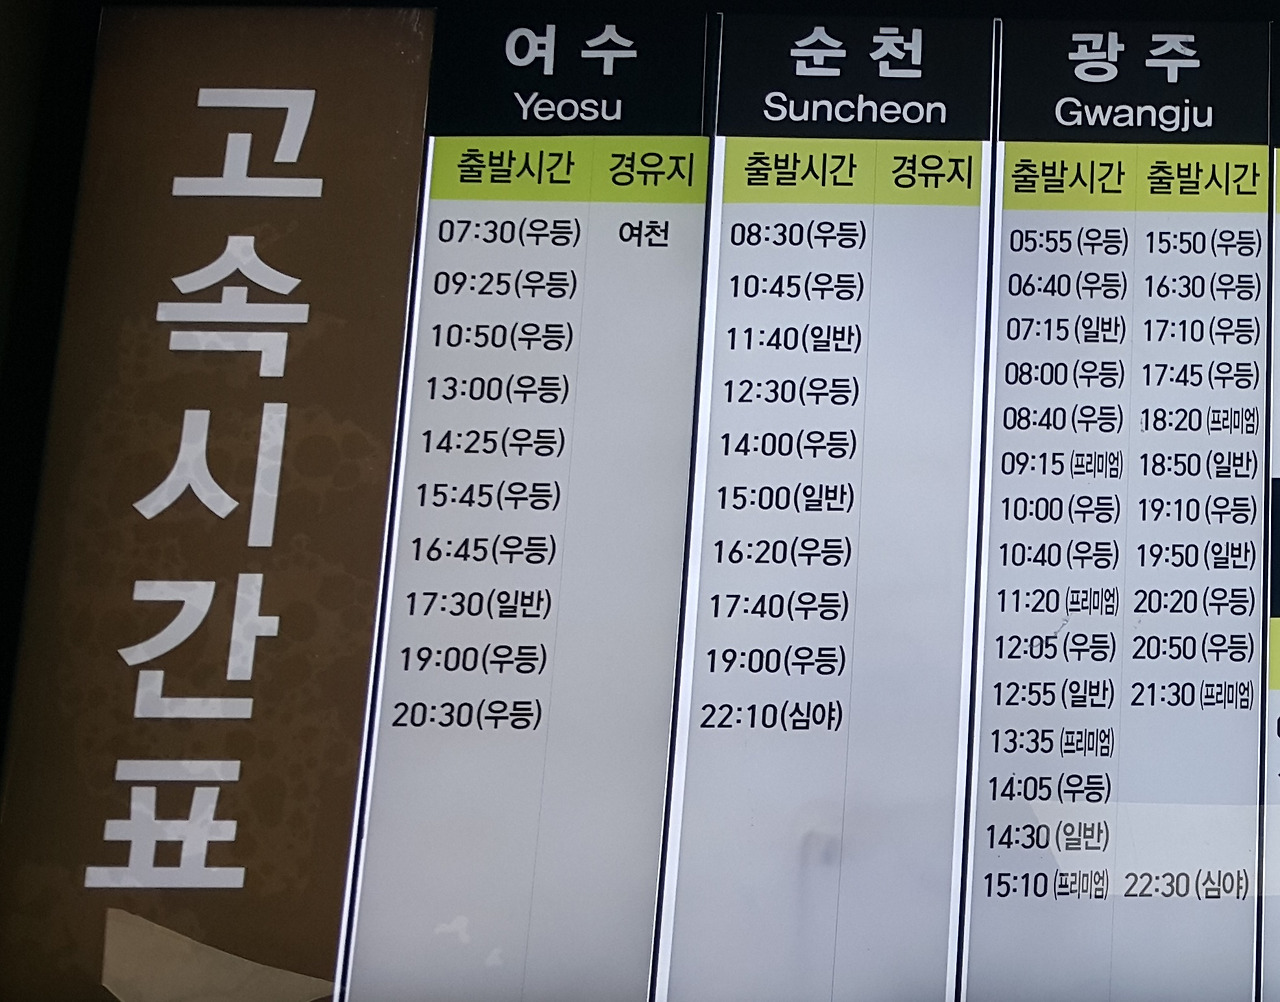 고속시간표
여수
Yeosu
출발시간 경유지
07:30(우등) 여천
09:25(우등)
10:50(우등)
13:00(우등)
14:25(우등)
15:45(우등)
16:45(우등)
17:30(일반)
19:00(우등)
20:30(우등)
순천
Suncheon
출발시간 경유지
08:30(우등)
10:45(우등)
11:40(일반)
12:30(우등)
14:00(우등)
15:00(일반)
16:20(우등)
17:40(우등)
19:00(우등)
22:10(심야)
광주
Gwangju
출발시간 출발시간
05:55(우등) 15:50(우등)
06:40(우등) 16:30(우등)
07:15(일반) 17:10(우등)
08:00(우등) 17:45(우등)
08:40(우등) 18:20(프리미엄)
09:15(프리미엄) 18:50(일반)
10:00(우등) 19:10(우등)
10:40(우등) 19:50(일반)
11:20(프리미엄) 20:20(우등)
12:05(우등) 20:50(우등)
12:55(일반) 21:30(프리미엄)
13:35(프리미엄)
14:05(우등)
14:30(일반)
15:10(프리미엄) 22:30(심야)